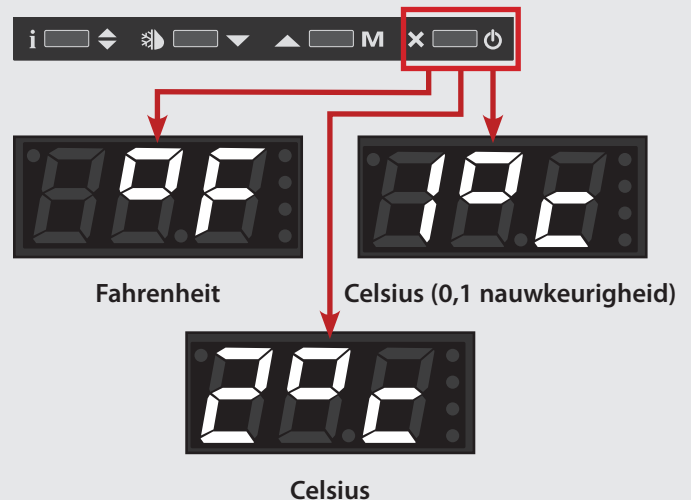 i M
°F
1°c
Fahrenheit
Celsius (0,1 nauwkeurigheid)
2°c
Celsius